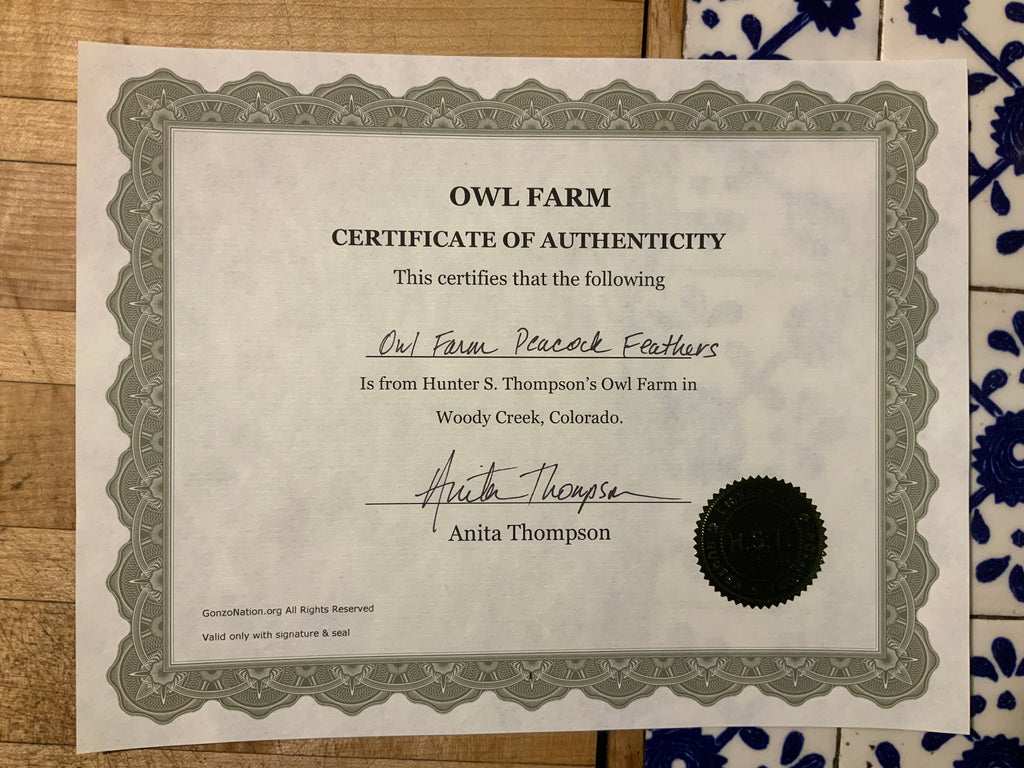 OWL FARM
CERTIFICATE OF AUTHENTICITY
This certifies that the following
Owl Farm Peacock Feathers
Is from Hunter S. Thompson's Owl Farm in
Woody Creek, Colorado.
Anita Thompson
Anita Thompson
H.S.T.
GonzoNation.org All Rights Reserved
Valid only with signature & seal